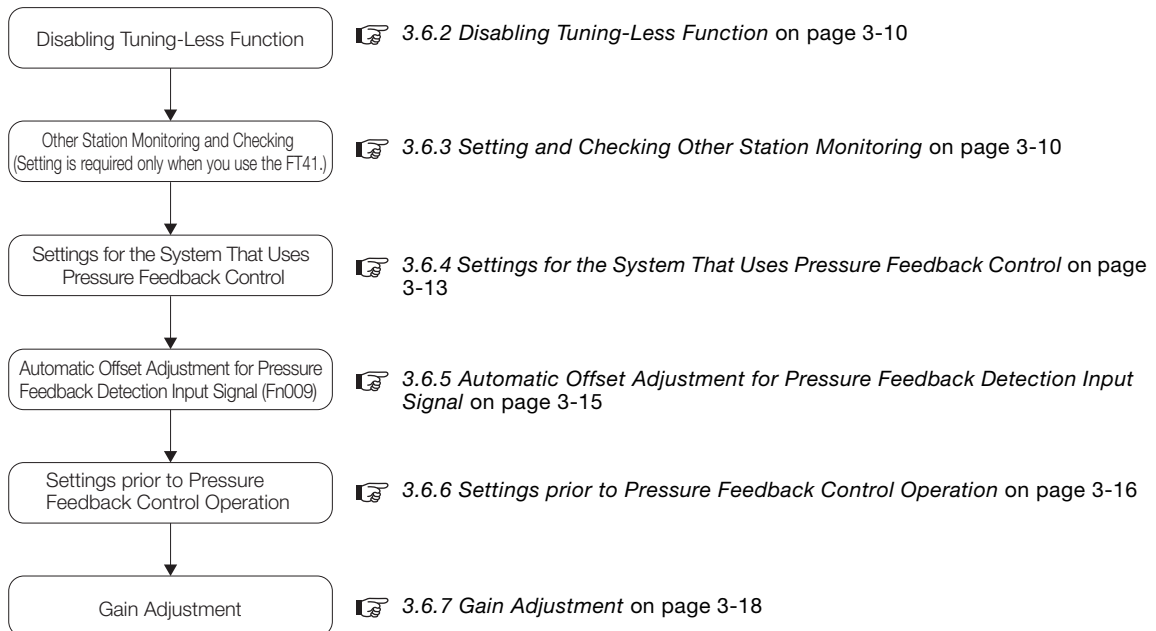 Disabling Tuning-Less Function
3.6.2 Disabling Tuning-Less Function on page 3-10
Other Station Monitoring and Checking
(Setting is required only when you use the FT41.)
3.6.3 Setting and Checking Other Station Monitoring on page 3-10
Settings for the System That Uses
Pressure Feedback Control
3.6.4 Settings for the System That Uses Pressure Feedback Control on page
3-13
Automatic Offset Adjustment for Pressure
Feedback Detection Input Signal (Fn009)
3.6.5 Automatic Offset Adjustment for Pressure Feedback Detection Input
Signal on page 3-15
Settings prior to Pressure
Feedback Control Operation
3.6.6 Settings prior to Pressure Feedback Control Operation on page 3-16
Gain Adjustment
3.6.7 Gain Adjustment on page 3-18